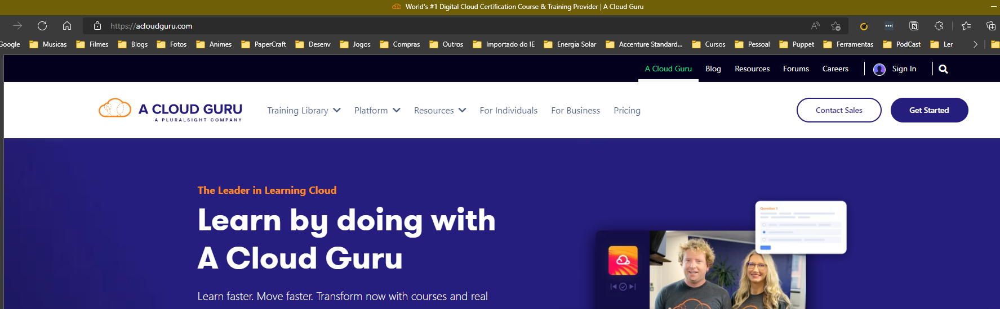 World's #1 Digital Cloud Certification Course & Training Provider | A Cloud Guru
https://acloudguru.com
Google Musicas Filmes Blogs Fotos Animes PaperCraft Desenv Jogos Compras Outros Importado do IE Energia Solar Accenture Standard... Cursos Pessoal Puppet Ferramentas PodCast Ler
A Cloud Guru Blog Resources Forums Careers Sign In
A CLOUD GURU
A PLURALSIGHT COMPANY
Training Library Platform Resources For Individuals For Business Pricing Contact Sales Get Started
The Leader in Learning Cloud
Learn by doing with
A Cloud Guru
Question 1
Learn faster. Move faster. Transform now with courses and real